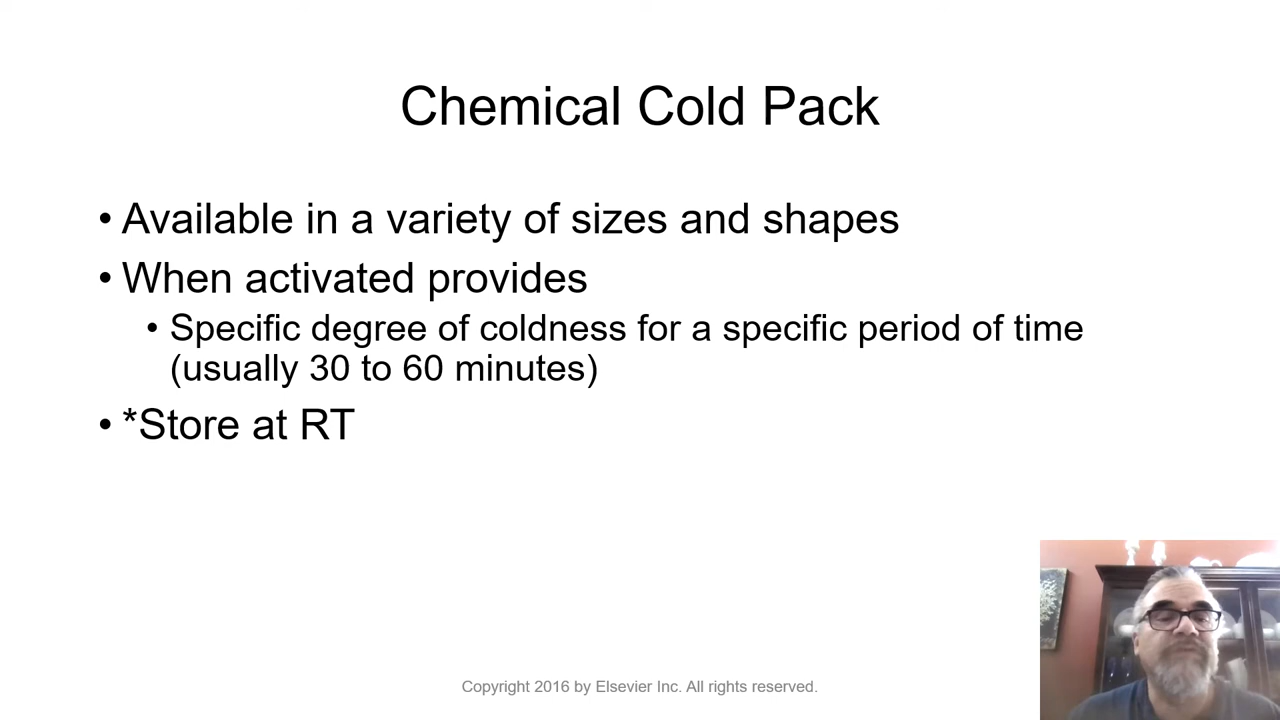 Chemical Cold Pack
• Available in a variety of sizes and shapes
• When activated provides
• Specific degree of coldness for a specific period of time
(usually 30 to 60 minutes)
• *Store at RT
Copyright 2016 by Elsevier Inc. All rights reserved.